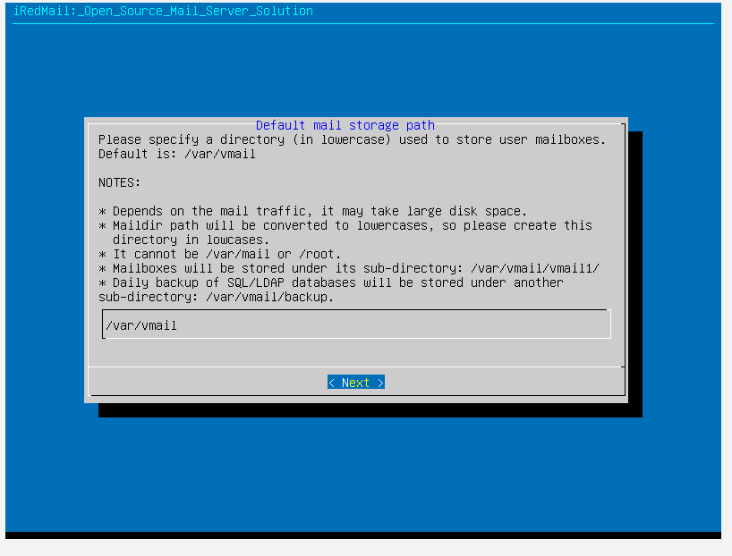 iRedMail:_Open_Source_Mail_Server_Solution
Default mail storage path
Please specify a directory (in lowercase) used to store user mailboxes.
Default is: /var/vmail
NOTES:
* Depends on the mail traffic, it may take large disk space.
* Maildir path will be converted to lowercases, so please create this
directory in lowcases.
* It cannot be /var/mail or /root.
* Mailboxes will be stored under its sub-directory: /var/vmail/vmail1/
* Daily backup of SQL/LDAP databases will be stored under another
sub-directory: /var/vmail/backup.
/var/vmail
< Next >